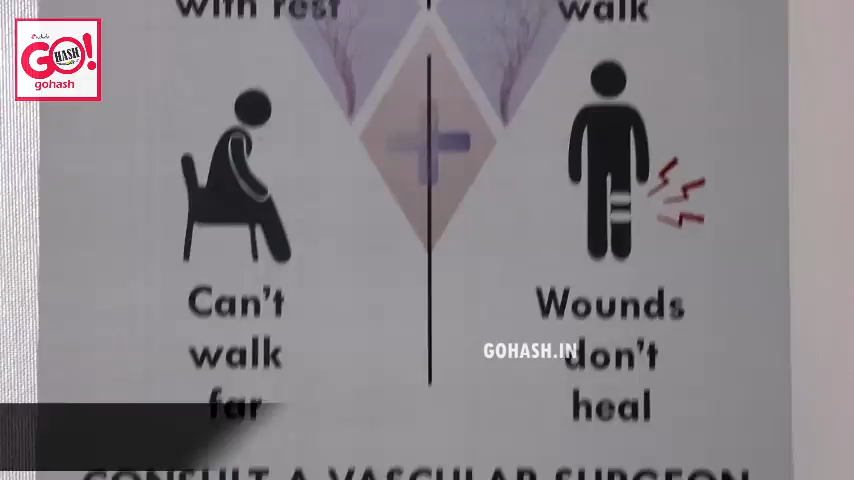 with rest
walk
GO!
HASH
gohash
Can't
walk
far
Wounds
don't
heal
GOHASH.IN
CONSULT A VASCULAR SURGEON